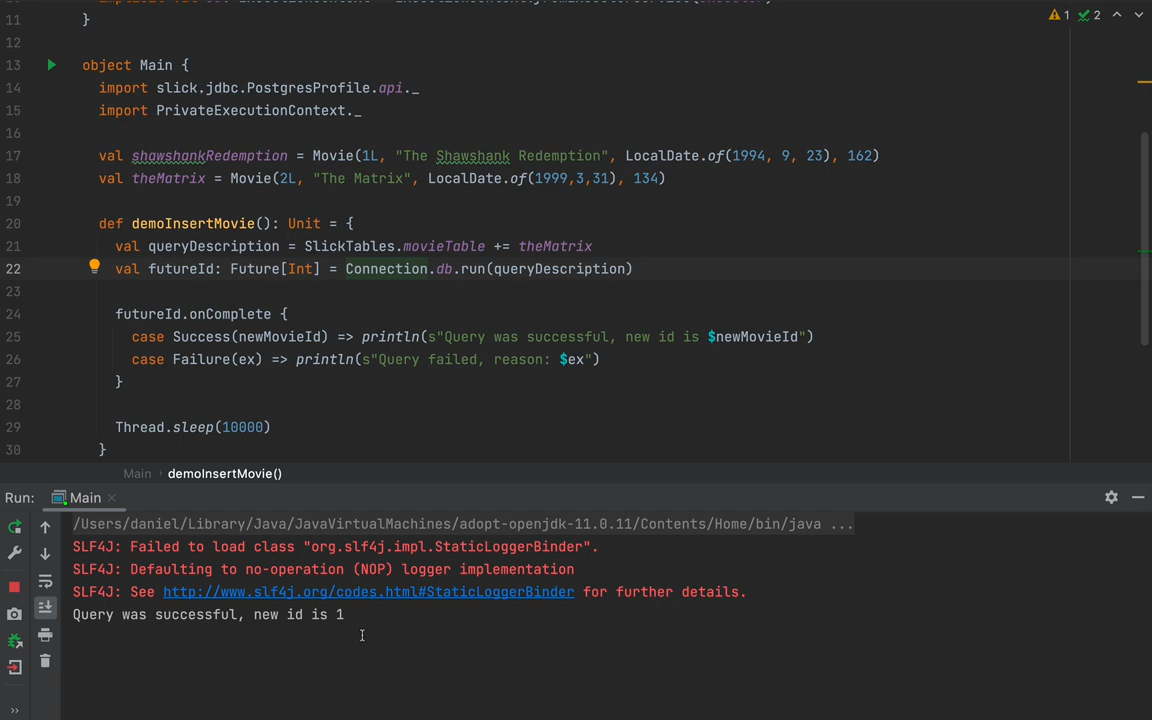 11 }
⚠ 1 ✓ 2
12
13 object Main {
14 import slick.jdbc.PostgresProfile.api._
15 import PrivateExecutionContext._
16
17 val shawshankRedemption = Movie(1L, "The Shawshank Redemption", LocalDate.of(1994, 9, 23), 162)
18 val theMatrix = Movie(2L, "The Matrix", LocalDate.of(1999,3,31), 134)
19
20 def demoInsertMovie(): Unit = {
21 val queryDescription = SlickTables.movieTable += theMatrix
22 val futureId: Future[Int] = Connection.db.run(queryDescription)
23
24 futureId.onComplete {
25 case Success(newMovieId) => println(s"Query was successful, new id is $newMovieId")
26 case Failure(ex) => println(s"Query failed, reason: $ex")
27 }
28
29 Thread.sleep(10000)
30 }
Main › demoInsertMovie()
Run: Main ×
/Users/daniel/Library/Java/JavaVirtualMachines/adopt-openjdk-11.0.11/Contents/Home/bin/java ...
SLF4J: Failed to load class "org.slf4j.impl.StaticLoggerBinder".
SLF4J: Defaulting to no-operation (NOP) logger implementation
SLF4J: See http://www.slf4j.org/codes.html#StaticLoggerBinder for further details.
Query was successful, new id is 1